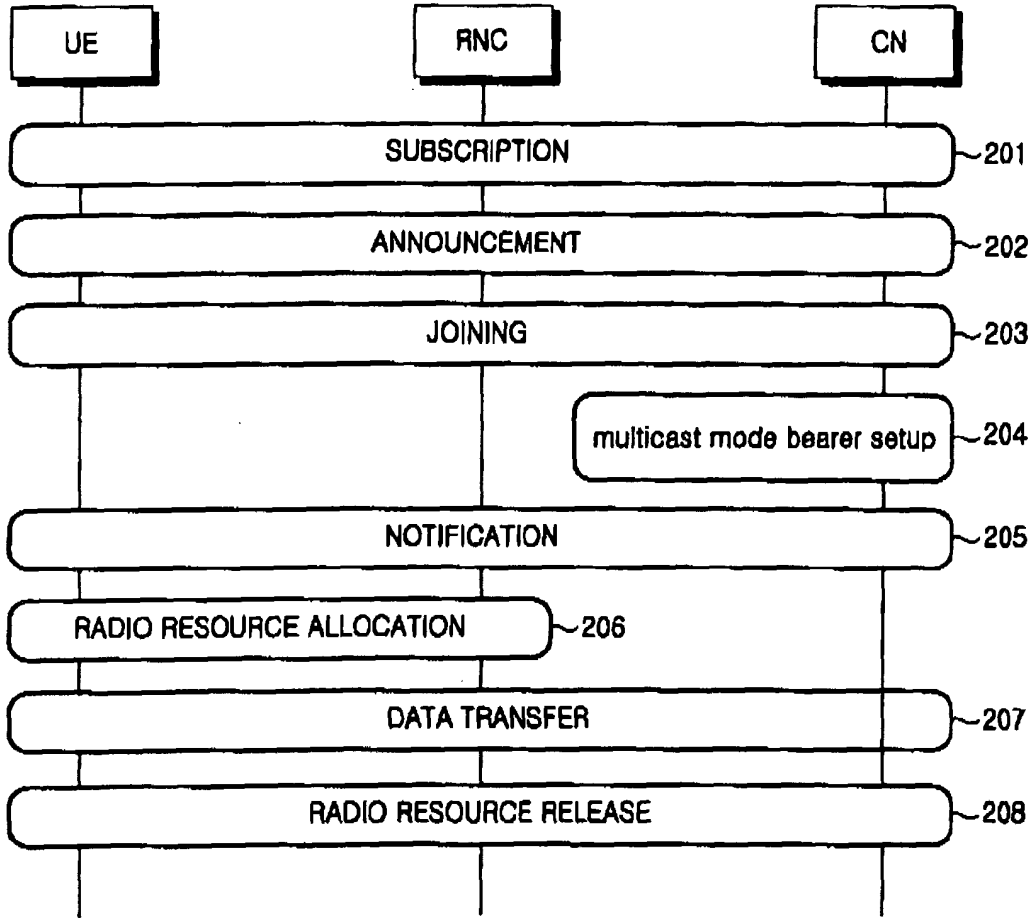 UE
RNC
CN
SUBSCRIPTION
201
ANNOUNCEMENT
202
JOINING
203
multicast mode bearer setup
204
NOTIFICATION
205
RADIO RESOURCE ALLOCATION
206
DATA TRANSFER
207
RADIO RESOURCE RELEASE
208